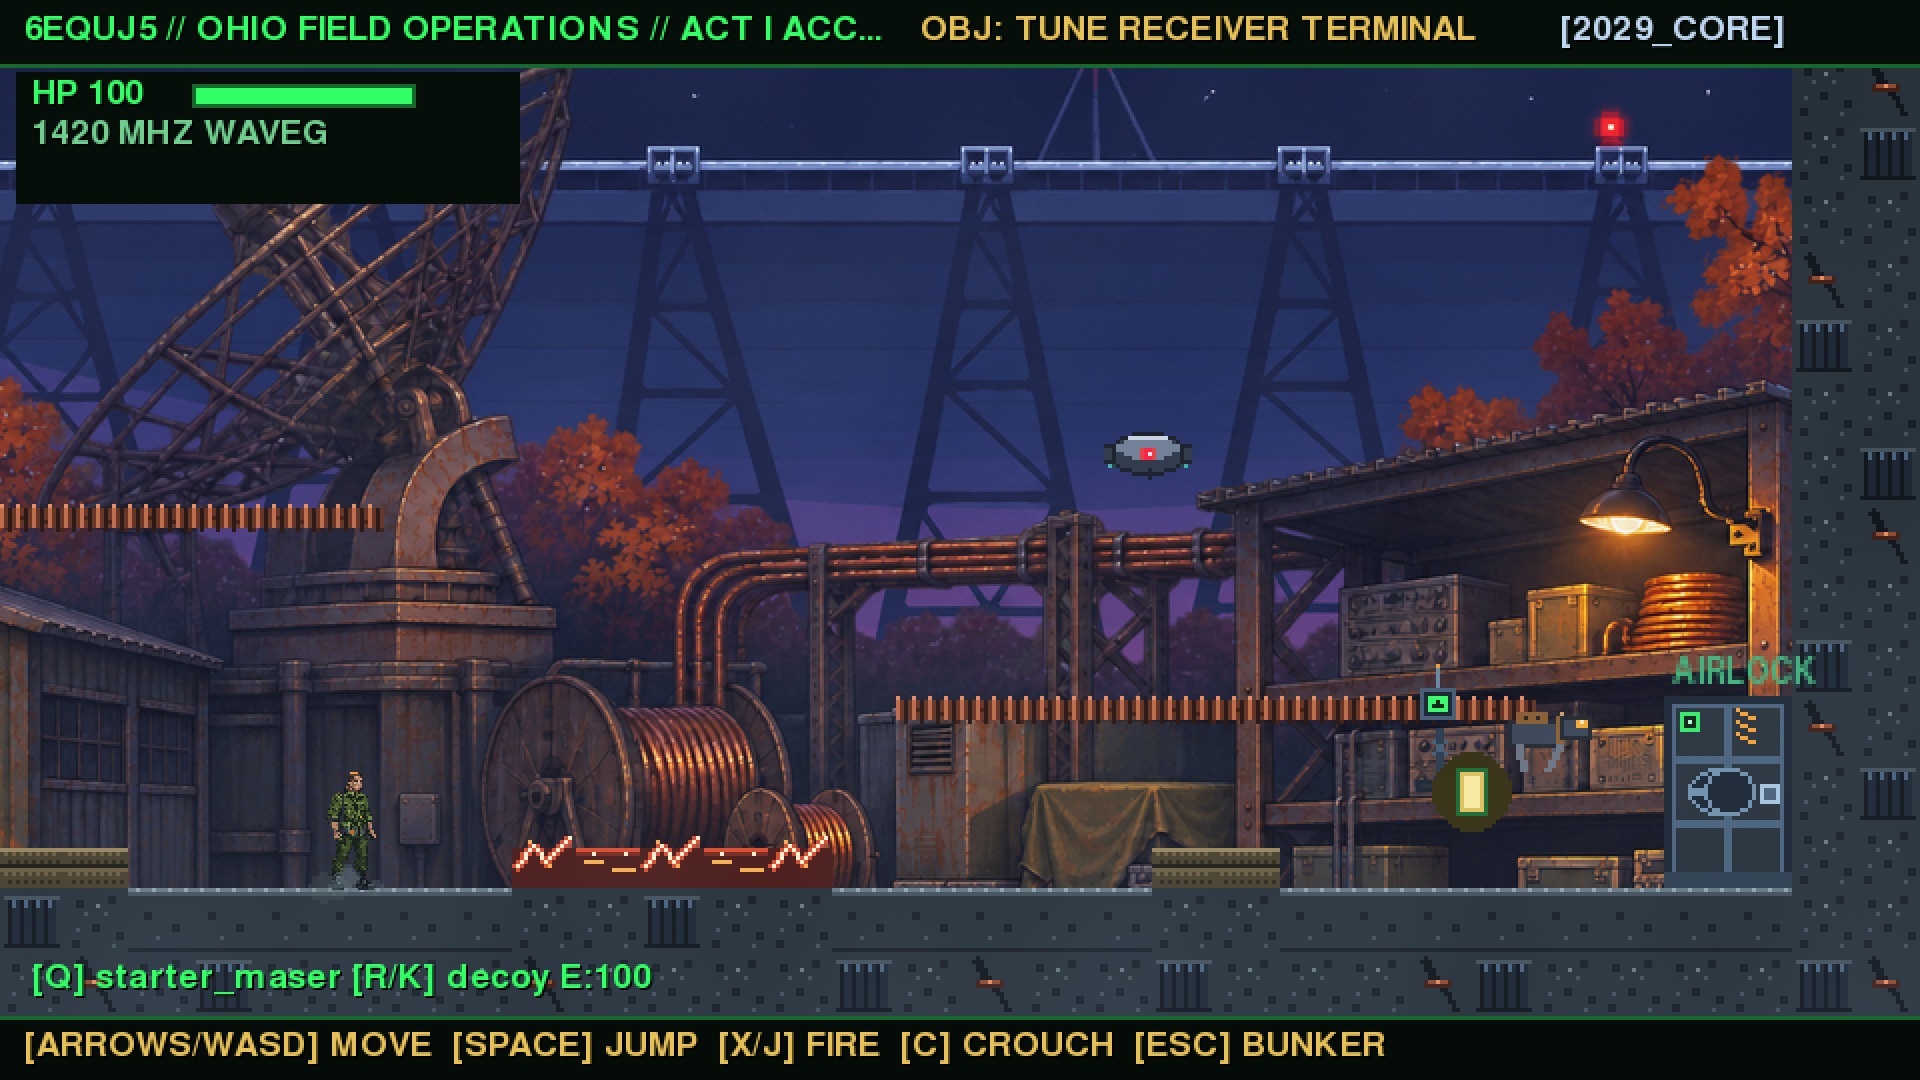 6EQUJ5 // OHIO FIELD OPERATIONS // ACT I ACC... OBJ: TUNE RECEIVER TERMINAL [2029_CORE]
HP 100
1420 MHZ WAVEG
AIRLOCK
[Q] starter_maser [R/K] decoy E:100
[ARROWS/WASD] MOVE [SPACE] JUMP [X/J] FIRE [C] CROUCH [ESC] BUNKER